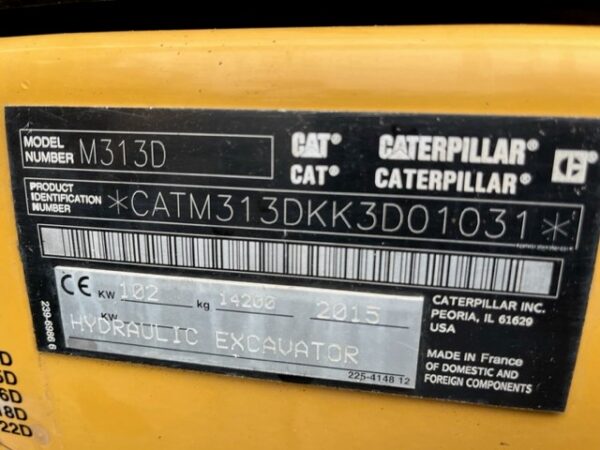 MODEL NUMBER M313D
CAT® CATERPILLAR®
CAT® CATERPILLAR®
PRODUCT IDENTIFICATION NUMBER *CATM313DKK3D01031*
CE KW 102 kg 14200 2015
KW
HYDRAULIC EXCAVATOR
225-4148 12
CATERPILLAR INC.
PEORIA, IL 61629
USA
MADE IN France
OF DOMESTIC AND
FOREIGN COMPONENTS
239-6986 6
D
5D
6D
18D
22D